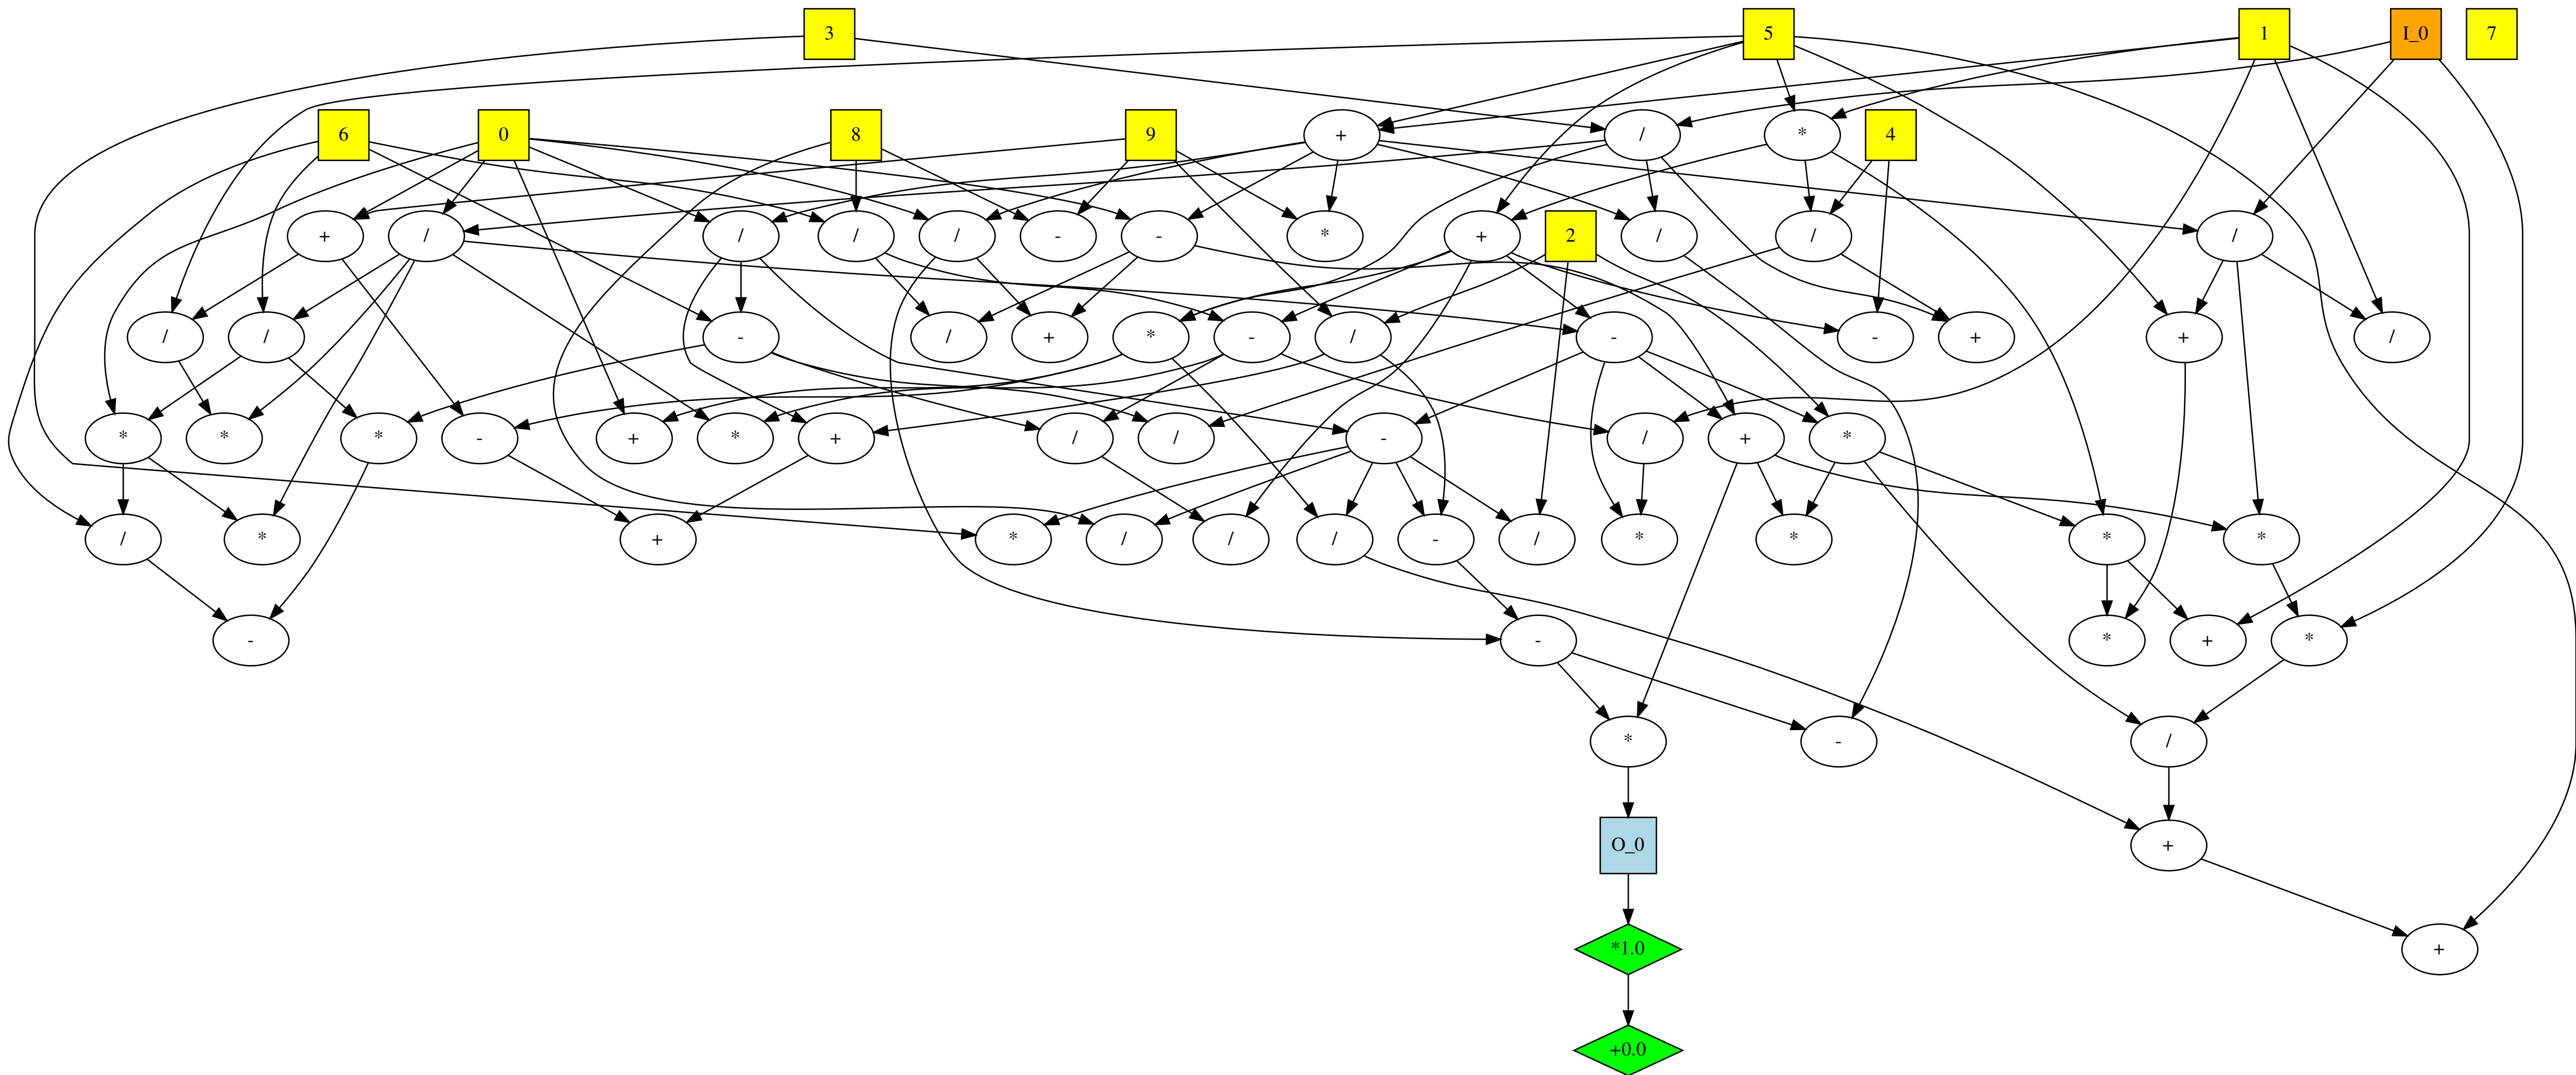 3 5 1 I_0 7
6 0 8 9 + / * 4
+ / / / / - - * + 2 / / /
/ / - / + * - / - - + + /
* * * - + * + / / - / + *
/ * + * / / / - / * * * *
- - * + *
* - /
O_0 +
*1.0 +
+0.0